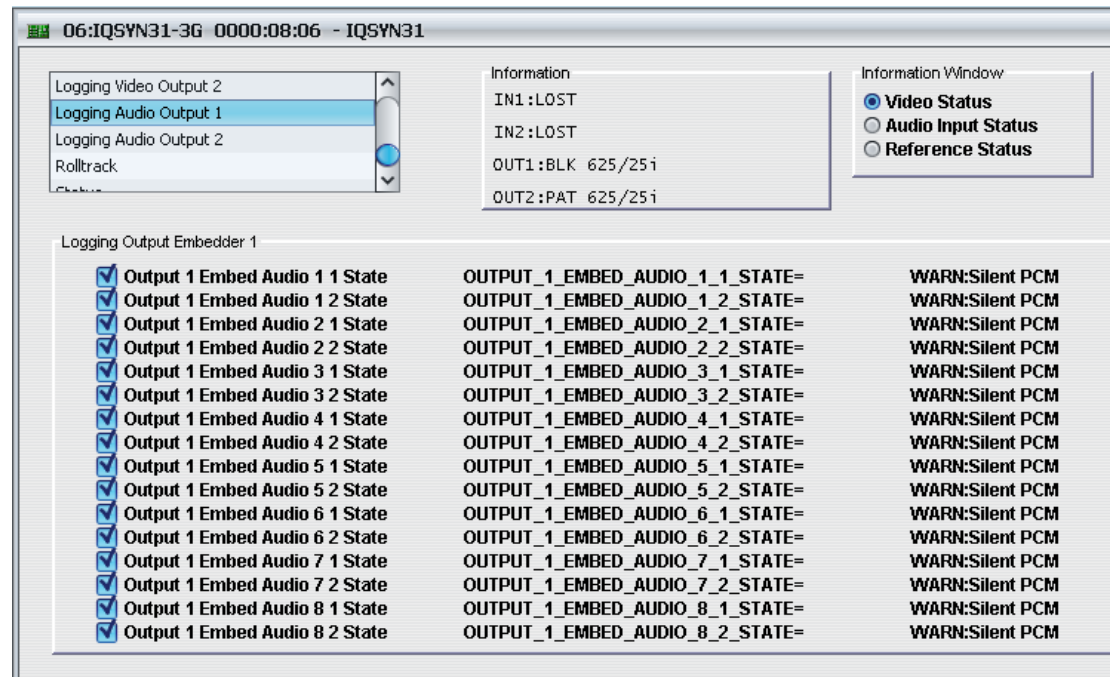 06:IQSYN31-3G 0000:08:06 - IQSYN31
Logging Video Output 2
Logging Audio Output 1
Logging Audio Output 2
Rolltrack
Information
IN1:LOST
IN2:LOST
OUT1:BLK 625/25i
OUT2:PAT 625/25i
Information Window
Video Status
Audio Input Status
Reference Status
Logging Output Embedder 1
Output 1 Embed Audio 1 1 State OUTPUT_1_EMBED_AUDIO_1_1_STATE= WARN:Silent PCM
Output 1 Embed Audio 1 2 State OUTPUT_1_EMBED_AUDIO_1_2_STATE= WARN:Silent PCM
Output 1 Embed Audio 2 1 State OUTPUT_1_EMBED_AUDIO_2_1_STATE= WARN:Silent PCM
Output 1 Embed Audio 2 2 State OUTPUT_1_EMBED_AUDIO_2_2_STATE= WARN:Silent PCM
Output 1 Embed Audio 3 1 State OUTPUT_1_EMBED_AUDIO_3_1_STATE= WARN:Silent PCM
Output 1 Embed Audio 3 2 State OUTPUT_1_EMBED_AUDIO_3_2_STATE= WARN:Silent PCM
Output 1 Embed Audio 4 1 State OUTPUT_1_EMBED_AUDIO_4_1_STATE= WARN:Silent PCM
Output 1 Embed Audio 4 2 State OUTPUT_1_EMBED_AUDIO_4_2_STATE= WARN:Silent PCM
Output 1 Embed Audio 5 1 State OUTPUT_1_EMBED_AUDIO_5_1_STATE= WARN:Silent PCM
Output 1 Embed Audio 5 2 State OUTPUT_1_EMBED_AUDIO_5_2_STATE= WARN:Silent PCM
Output 1 Embed Audio 6 1 State OUTPUT_1_EMBED_AUDIO_6_1_STATE= WARN:Silent PCM
Output 1 Embed Audio 6 2 State OUTPUT_1_EMBED_AUDIO_6_2_STATE= WARN:Silent PCM
Output 1 Embed Audio 7 1 State OUTPUT_1_EMBED_AUDIO_7_1_STATE= WARN:Silent PCM
Output 1 Embed Audio 7 2 State OUTPUT_1_EMBED_AUDIO_7_2_STATE= WARN:Silent PCM
Output 1 Embed Audio 8 1 State OUTPUT_1_EMBED_AUDIO_8_1_STATE= WARN:Silent PCM
Output 1 Embed Audio 8 2 State OUTPUT_1_EMBED_AUDIO_8_2_STATE= WARN:Silent PCM